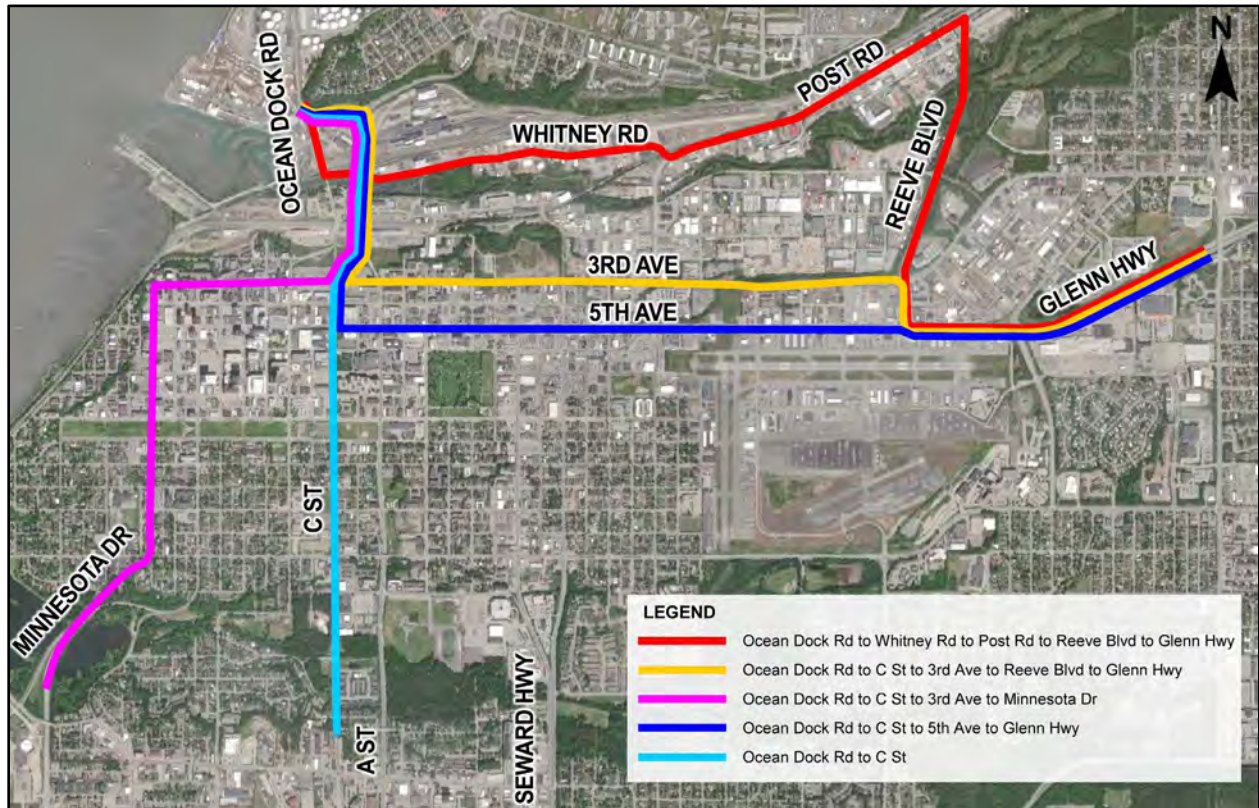 N
OCEAN DOCK RD
POST RD
WHITNEY RD
REEVE BLVD
3RD AVE
GLENN HWY
5TH AVE
C ST
MINNESOTA DR
A ST
SEWARD HWY
LEGEND
Ocean Dock Rd to Whitney Rd to Post Rd to Reeve Blvd to Glenn Hwy
Ocean Dock Rd to C St to 3rd Ave to Reeve Blvd to Glenn Hwy
Ocean Dock Rd to C St to 3rd Ave to Minnesota Dr
Ocean Dock Rd to C St to 5th Ave to Glenn Hwy
Ocean Dock Rd to C St